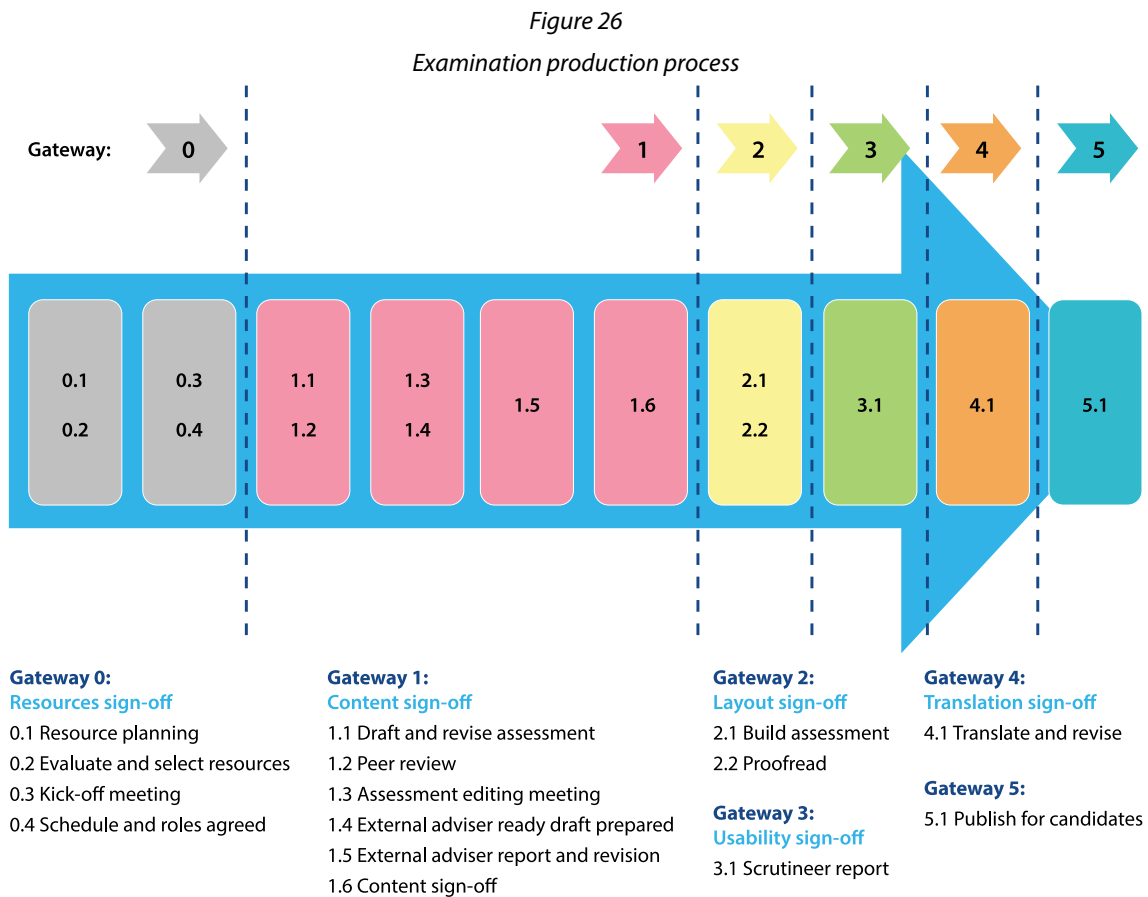 Figure 26
Examination production process
Gateway: 0 1 2 3 4 5
0.1 0.3 1.1 1.3 1.5 1.6 2.1 3.1 4.1 5.1
0.2 0.4 1.2 1.4 2.2
Gateway 0:
Resources sign-off
0.1 Resource planning
0.2 Evaluate and select resources
0.3 Kick-off meeting
0.4 Schedule and roles agreed
Gateway 1:
Content sign-off
1.1 Draft and revise assessment
1.2 Peer review
1.3 Assessment editing meeting
1.4 External adviser ready draft prepared
1.5 External adviser report and revision
1.6 Content sign-off
Gateway 2:
Layout sign-off
2.1 Build assessment
2.2 Proofread
Gateway 3:
Usability sign-off
3.1 Scrutineer report
Gateway 4:
Translation sign-off
4.1 Translate and revise
Gateway 5:
5.1 Publish for candidates